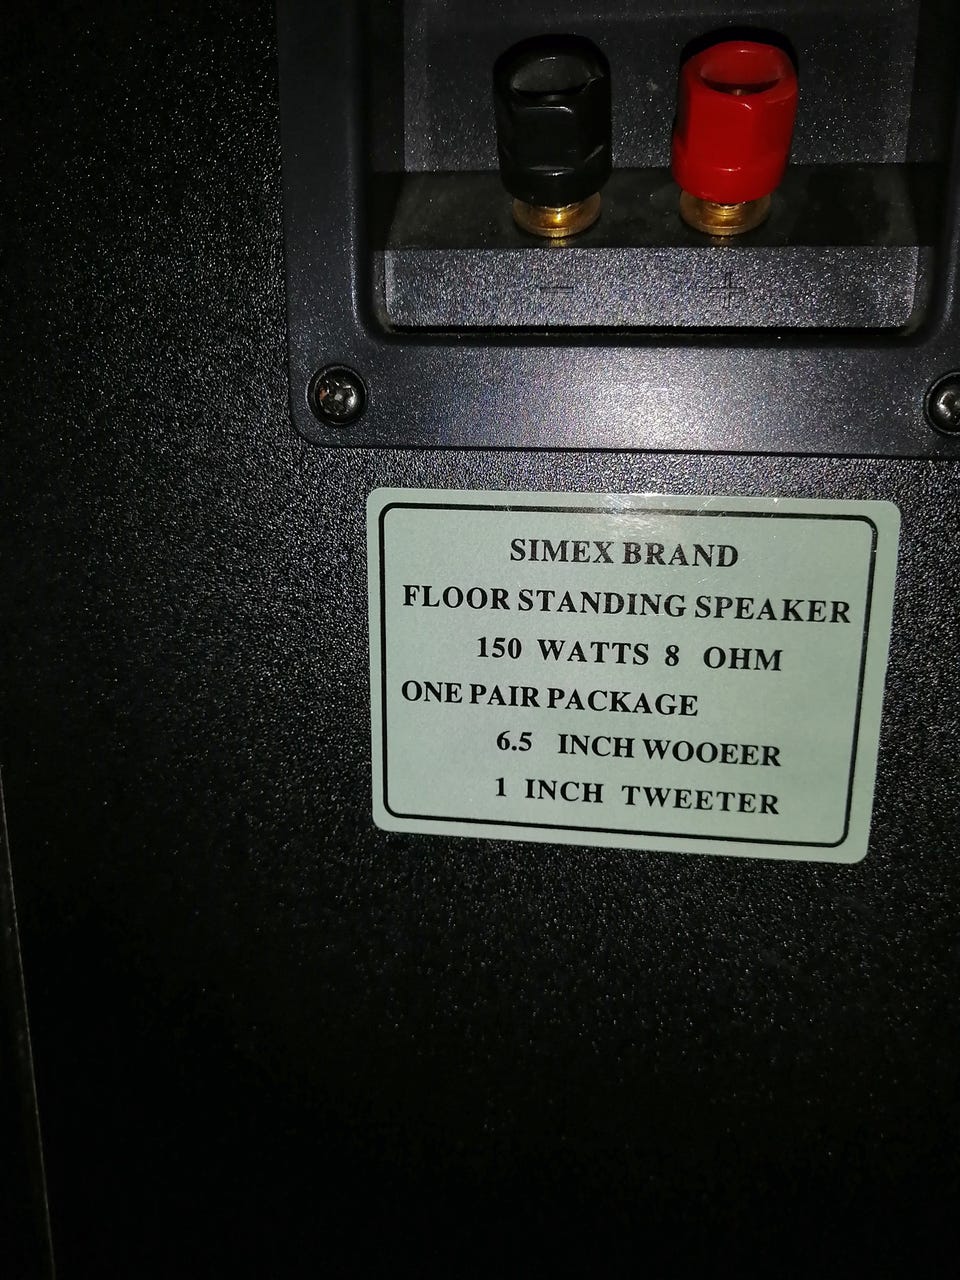 - +
SIMEX BRAND
FLOOR STANDING SPEAKER
150 WATTS 8 OHM
ONE PAIR PACKAGE
6.5 INCH WOOEER
1 INCH TWEETER